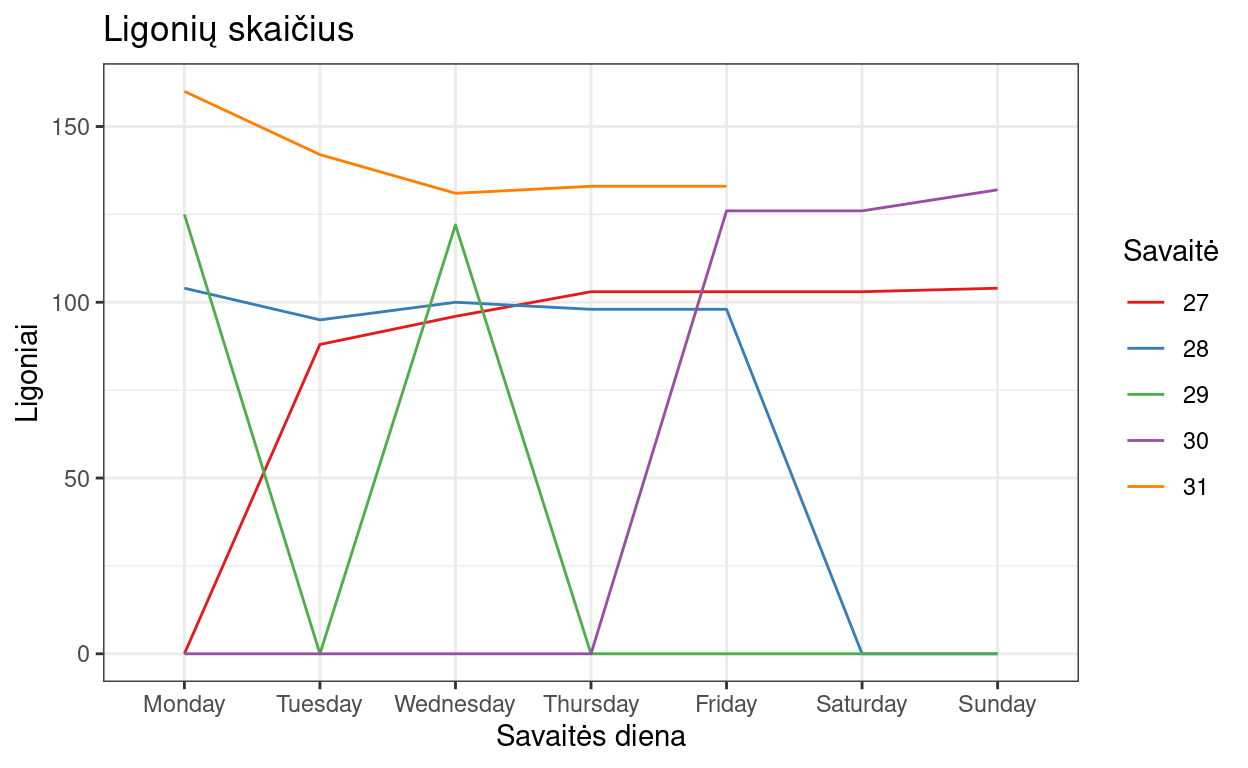 Ligonių skaičius
150
100
50
0
Ligoniai
Monday Tuesday Wednesday Thursday Friday Saturday Sunday
Savaitės diena
Savaitė
27
28
29
30
31